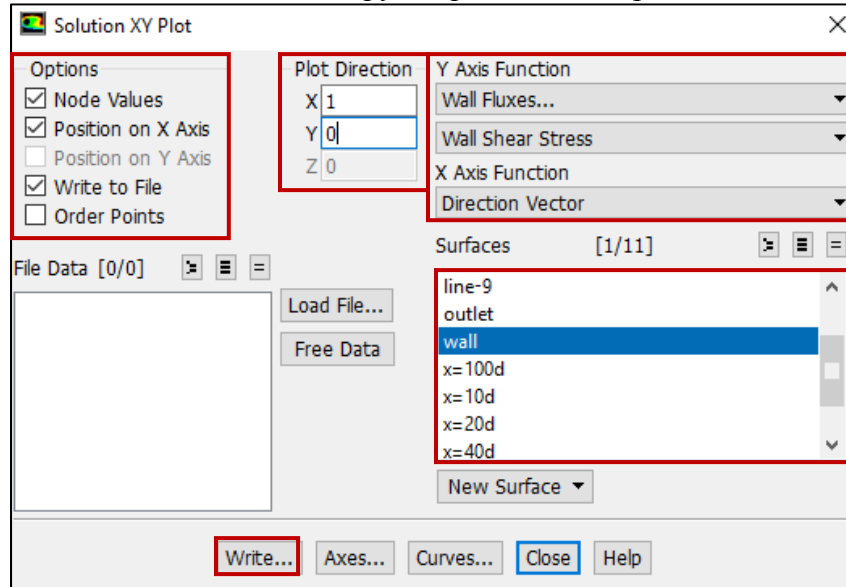 Solution XY Plot
Options
Node Values
Position on X Axis
Position on Y Axis
Write to File
Order Points
Plot Direction
X 1
Y 0
Z 0
Y Axis Function
Wall Fluxes...
Wall Shear Stress
X Axis Function
Direction Vector
File Data [0/0]
Load File...
Free Data
Surfaces [1/11]
line-9
outlet
wall
x=100d
x=10d
x=20d
x=40d
New Surface
Write... Axes... Curves... Close Help